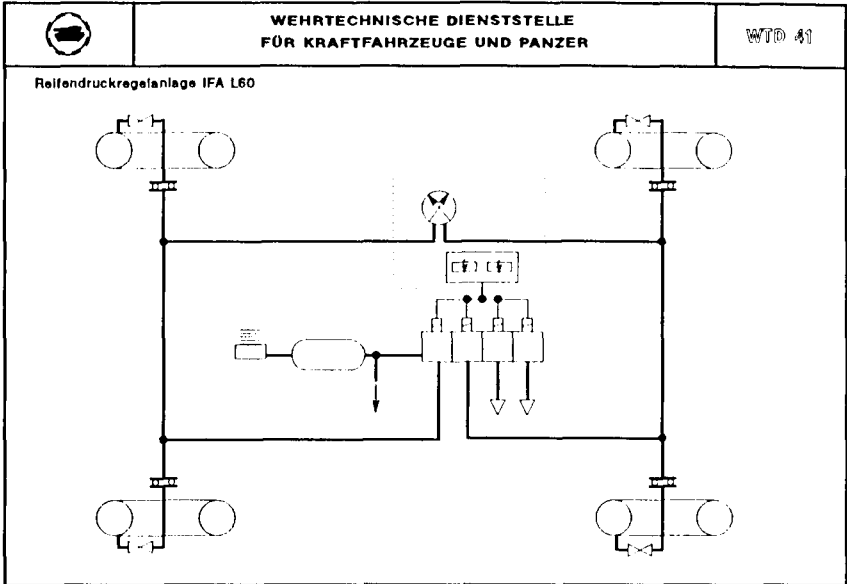 WEHRTECHNISCHE DIENSTSTELLE
FÜR KRAFTFAHRZEUGE UND PANZER
WTD 41
Reifendruckregelanlage IFA L60